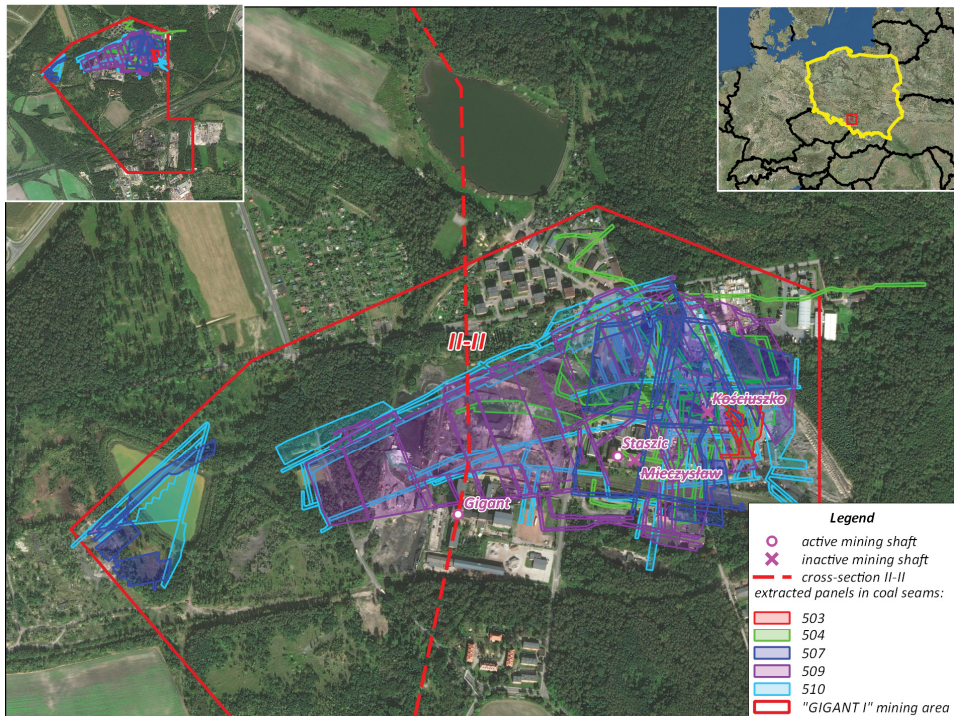 II-II
Kościuszko
Staszic
Mieczysław
Gigant
Legend
active mining shaft
inactive mining shaft
cross-section II-II
extracted panels in coal seams:
503
504
507
509
510
"GIGANT I" mining area